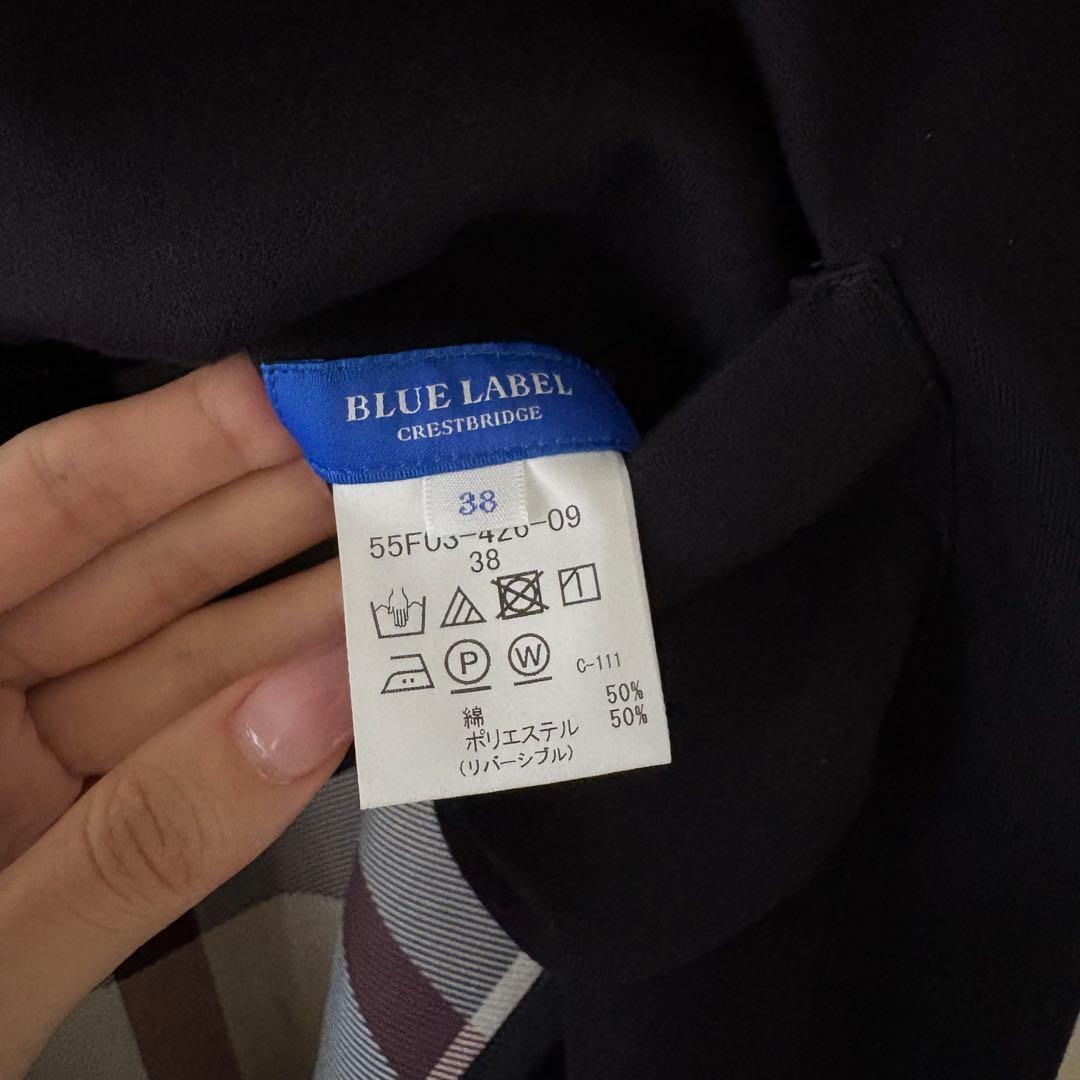 BLUE LABEL
CRESTBRIDGE
38
55F03-426-09
38
P W C-111
綿 50%
ポリエステル 50%
(リバーシブル)